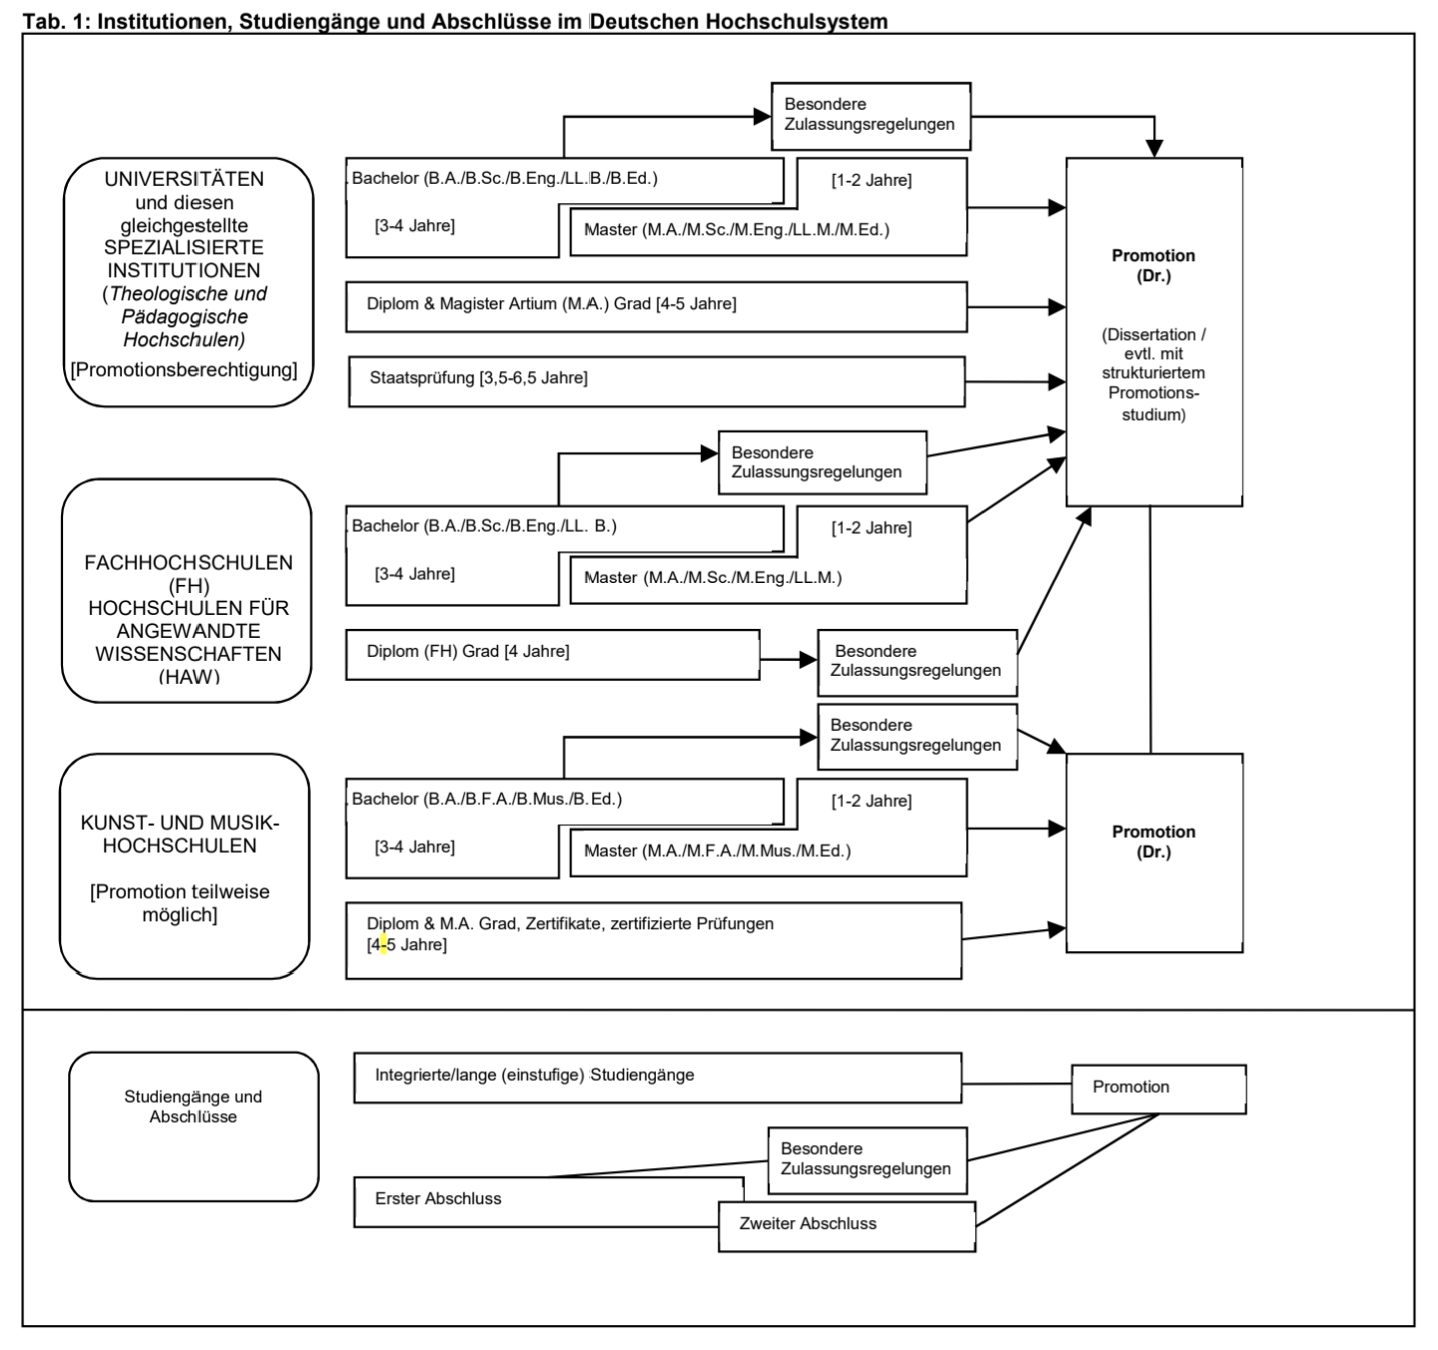 Tab. 1: Institutionen, Studiengänge und Abschlüsse im Deutschen Hochschulsystem
Besondere
Zulassungsregelungen
UNIVERSITÄTEN
und diesen
gleichgestellte
SPEZIALISIERTE
INSTITUTIONEN
(Theologische und
Pädagogische
Hochschulen)
[Promotionsberechtigung]
Bachelor (B.A./B.Sc./B.Eng./LL.B./B.Ed.)
[3-4 Jahre]
[1-2 Jahre]
Master (M.A./M.Sc./M.Eng./LL.M./M.Ed.)
Diplom & Magister Artium (M.A.) Grad [4-5 Jahre]
Staatsprüfung [3,5-6,5 Jahre]
Promotion
(Dr.)
(Dissertation /
evtl. mit
strukturiertem
Promotions-
studium)
Besondere
Zulassungsregelungen
FACHHOCHSCHULEN
(FH)
HOCHSCHULEN FÜR
ANGEWANDTE
WISSENSCHAFTEN
(HAW)
Bachelor (B.A./B.Sc./B.Eng./LL. B.)
[3-4 Jahre]
[1-2 Jahre]
Master (M.A./M.Sc./M.Eng./LL.M.)
Diplom (FH) Grad [4 Jahre]
Besondere
Zulassungsregelungen
Besondere
Zulassungsregelungen
KUNST- UND MUSIK-
HOCHSCHULEN
[Promotion teilweise
möglich]
Bachelor (B.A./B.F.A./B.Mus./B.Ed.)
[3-4 Jahre]
[1-2 Jahre]
Master (M.A./M.F.A./M.Mus./M.Ed.)
Diplom & M.A. Grad, Zertifikate, zertifizierte Prüfungen
[4-5 Jahre]
Promotion
(Dr.)
Studiengänge und
Abschlüsse
Integrierte/lange (einstufige) Studiengänge
Promotion
Besondere
Zulassungsregelungen
Erster Abschluss
Zweiter Abschluss